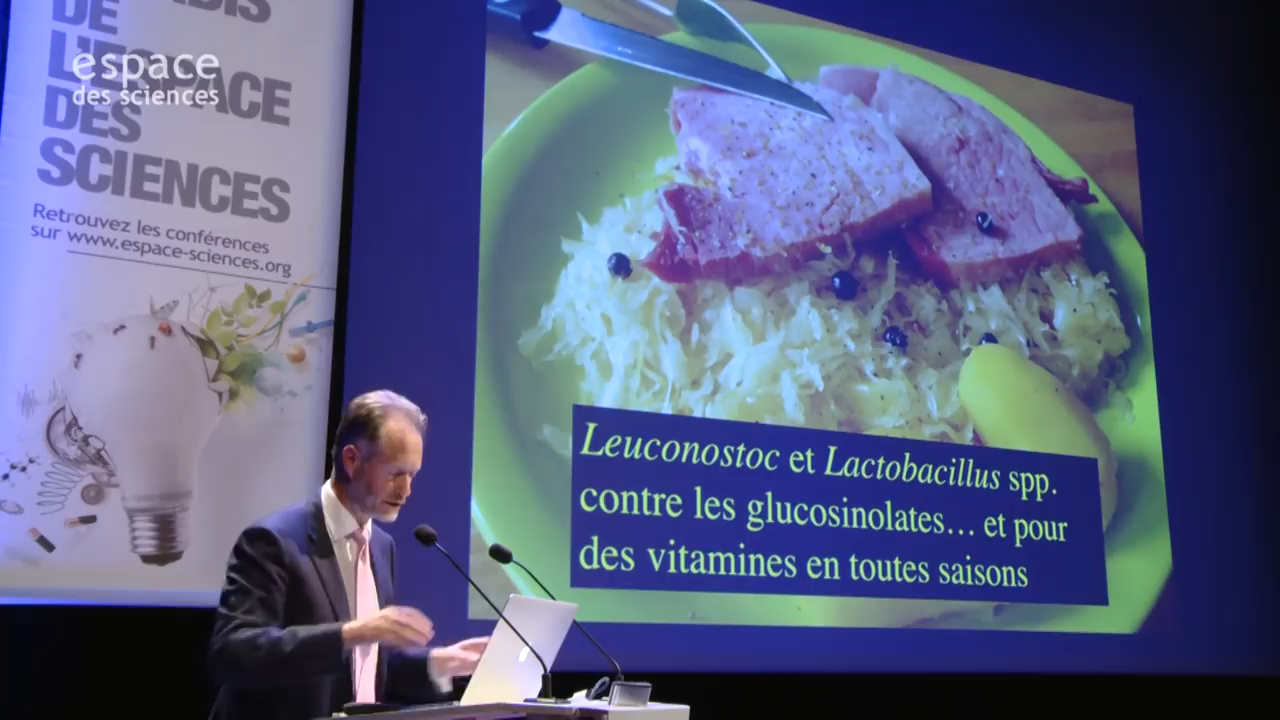 DE
L'ESPACE
DES
SCIENCES
Retrouvez les conférences
sur www.espace-sciences.org
espace
des sciences
Leuconostoc et Lactobacillus spp.
contre les glucosinolates... et pour
des vitamines en toutes saisons